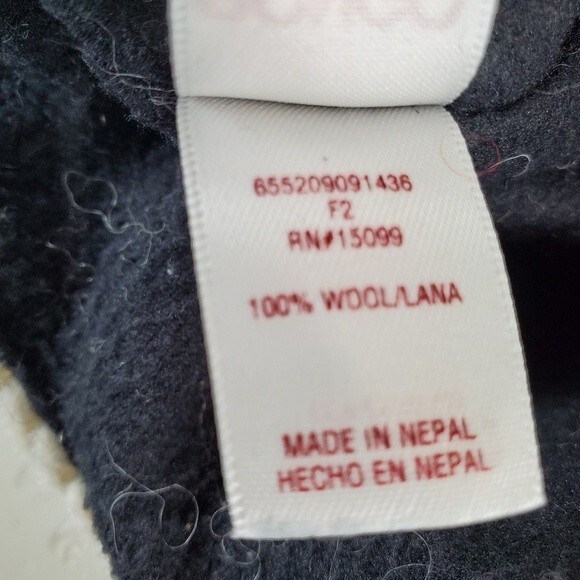 655209091436
F2
RN#15099
100% WOOL/LANA
MADE IN NEPAL
HECHO EN NEPAL